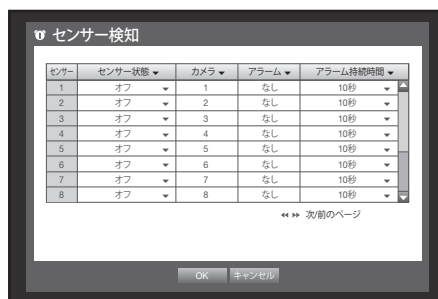 センサー検知
センサー センサー状態 カメラ アラーム アラーム持続時間
1 オフ 1 なし 10秒
2 オフ 2 なし 10秒
3 オフ 3 なし 10秒
4 オフ 4 なし 10秒
5 オフ 5 なし 10秒
6 オフ 6 なし 10秒
7 オフ 7 なし 10秒
8 オフ 8 なし 10秒
次/前のページ
OK キャンセル